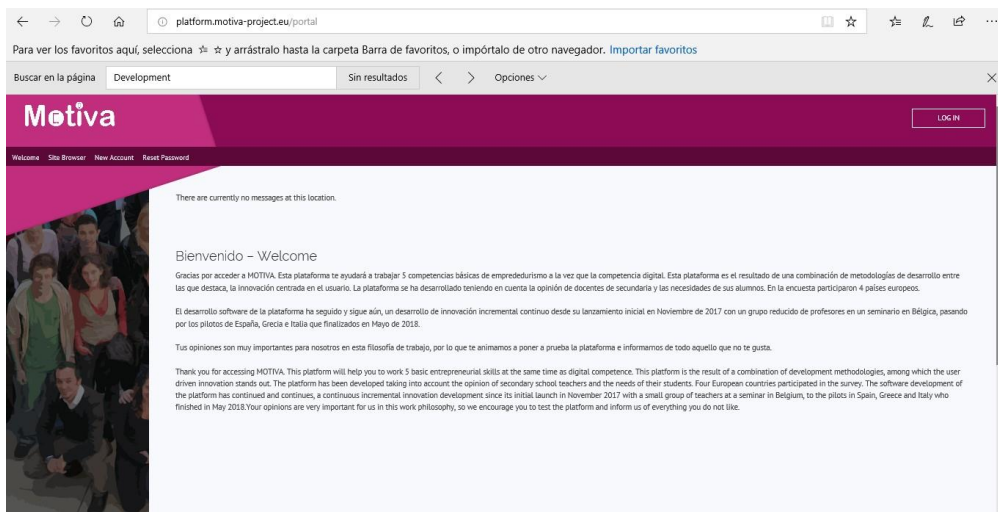 platform.motiva-project.eu/portal
Para ver los favoritos aquí, selecciona y arrástralo hasta la carpeta Barra de favoritos, o impórtalo de otro navegador. Importar favoritos
Buscar en la página Development Sin resultados Opciones
Motiva
LOG IN
Welcome Site Browser New Account Reset Password
There are currently no messages at this location.
Bienvenido – Welcome
Gracias por acceder a MOTIVA. Esta plataforma te ayudará a trabajar 5 competencias básicas de emprededurismo a la vez que la competencia digital. Esta plataforma es el resultado de una combinación de metodologías de desarrollo entre
las que destaca, la innovación centrada en el usuario. La plataforma se ha desarrollado teniendo en cuenta la opinión de docentes de secundaria y las necesidades de sus alumnos. En la encuesta participaron 4 países europeos.
El desarrollo software de la plataforma ha seguido y sigue aún, un desarrollo de innovación incremental continuo desde su lanzamiento inicial en Noviembre de 2017 con un grupo reducido de profesores en un seminario en Bélgica, pasando
por los pilotos de España, Grecia e Italia que finalizados en Mayo de 2018.
Tus opiniones son muy importantes para nosotros en esta filosofía de trabajo, por lo que te animamos a poner a prueba la plataforma e informarnos de todo aquello que no te gusta.
Thank you for accessing MOTIVA. This platform will help you to work 5 basic entrepreneurial skills at the same time as digital competence. This platform is the result of a combination of development methodologies, among which the user
driven innovation stands out. The platform has been developed taking into account the opinion of secondary school teachers and the needs of their students. Four European countries participated in the survey. The software development of
the platform has continued and continues, a continuous incremental innovation development since its initial launch in November 2017 with a small group of teachers at a seminar in Belgium, to the pilots in Spain, Greece and Italy who
finished in May 2018.Your opinions are very important for us in this work philosophy, so we encourage you to test the platform and inform us of everything you do not like.